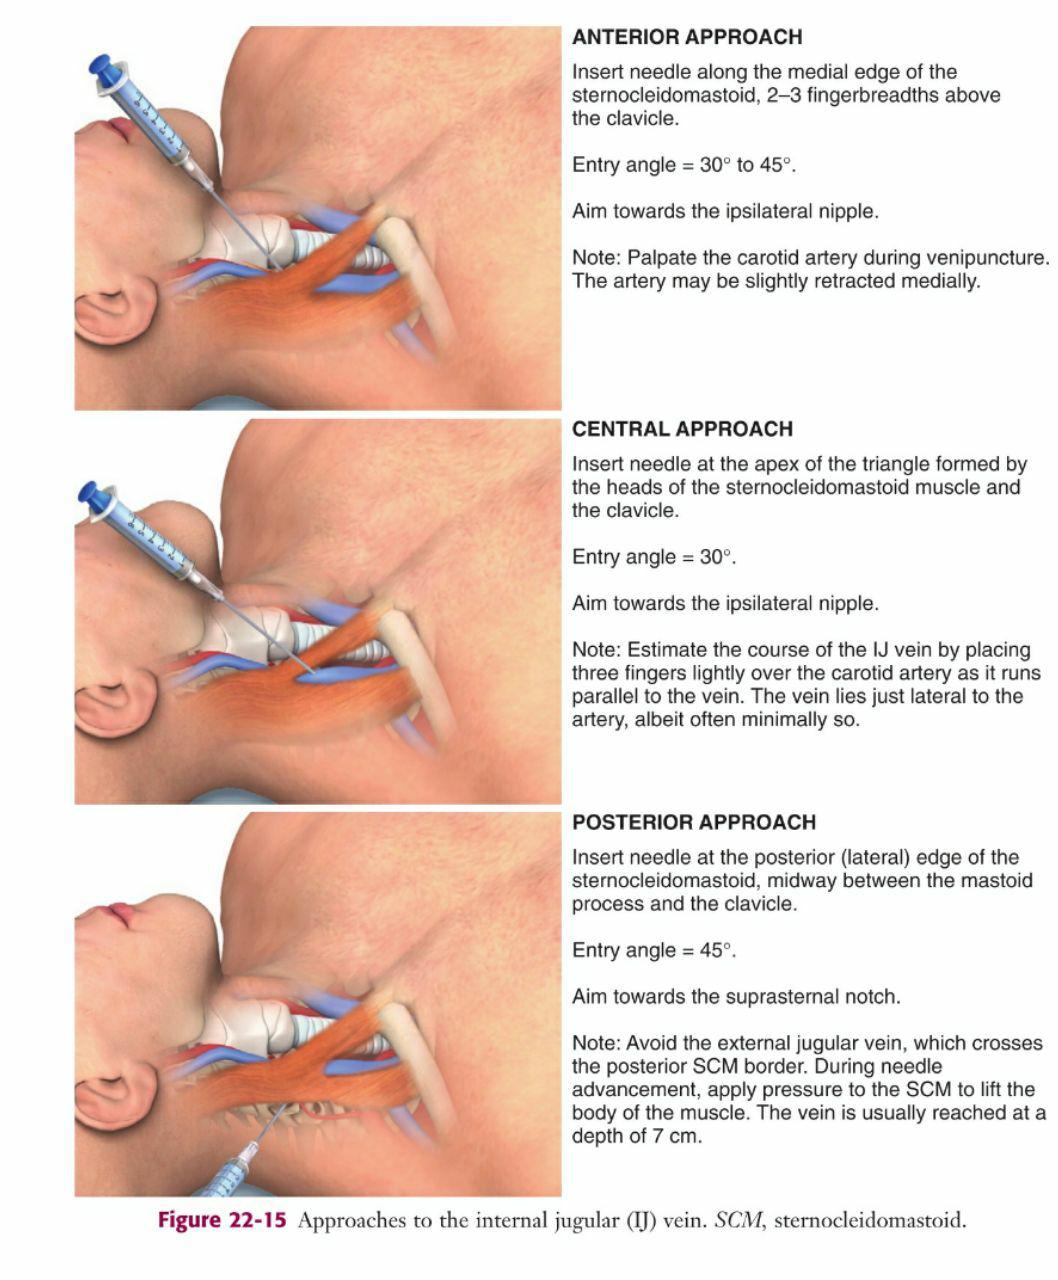 ANTERIOR APPROACH
Insert needle along the medial edge of the
sternocleidomastoid, 2–3 fingerbreadths above
the clavicle.
Entry angle = 30° to 45°.
Aim towards the ipsilateral nipple.
Note: Palpate the carotid artery during venipuncture.
The artery may be slightly retracted medially.
CENTRAL APPROACH
Insert needle at the apex of the triangle formed by
the heads of the sternocleidomastoid muscle and
the clavicle.
Entry angle = 30°.
Aim towards the ipsilateral nipple.
Note: Estimate the course of the IJ vein by placing
three fingers lightly over the carotid artery as it runs
parallel to the vein. The vein lies just lateral to the
artery, albeit often minimally so.
POSTERIOR APPROACH
Insert needle at the posterior (lateral) edge of the
sternocleidomastoid, midway between the mastoid
process and the clavicle.
Entry angle = 45°.
Aim towards the suprasternal notch.
Note: Avoid the external jugular vein, which crosses
the posterior SCM border. During needle
advancement, apply pressure to the SCM to lift the
body of the muscle. The vein is usually reached at a
depth of 7 cm.
Figure 22-15 Approaches to the internal jugular (IJ) vein. SCM, sternocleidomastoid.